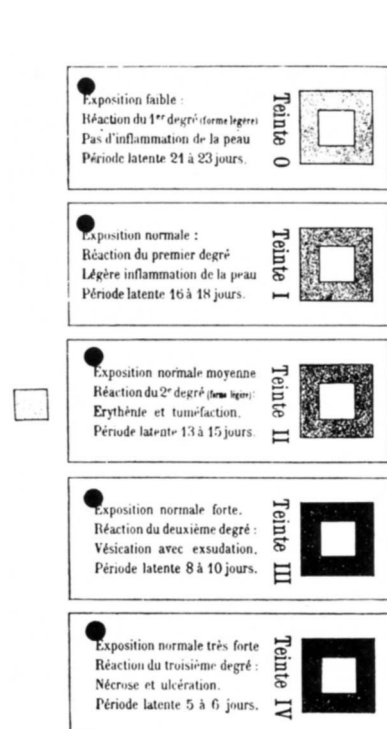 Exposition faible :
Réaction du 1er degré (forme légère)
Pas d'inflammation de la peau
Période latente 21 à 23 jours.
Teinte 0
Exposition normale :
Réaction du premier degré
Légère inflammation de la peau
Période latente 16 à 18 jours.
Teinte I
Exposition normale moyenne
Réaction du 2e degré (forme légère):
Erythème et tuméfaction.
Période latente 13 à 15 jours.
Teinte II
Exposition normale forte.
Réaction du deuxième degré :
Vésication avec exsudation.
Période latente 8 à 10 jours.
Teinte III
Exposition normale très forte
Réaction du troisième degré :
Nécrose et ulcération.
Période latente 5 à 6 jours.
Teinte IV